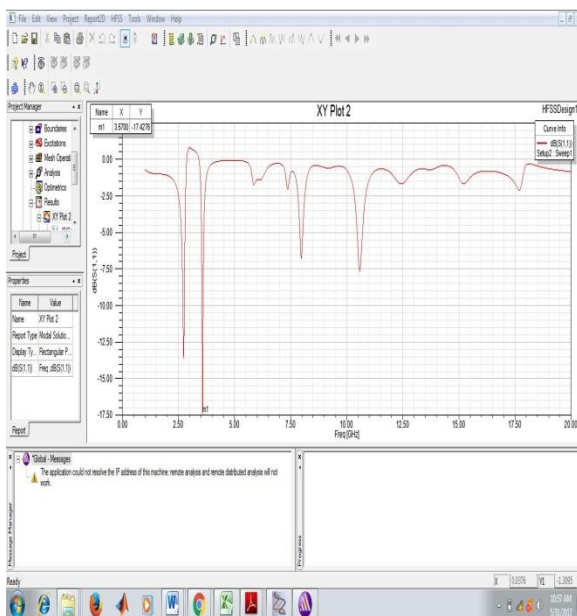 File Edit View Project Report2D HFSS Tools Window Help
Project Manager
Boundaries
Excitations
Mesh Operati
Analysis
Optimetrics
Results
XY Plot 2
Project
Properties
Name Value
Name XY Plot 2
Report Type Modal Solutio...
Display Ty... Rectangular P...
dB(S(1,1)) Freq ,dB(S(1,1))
Report
XY Plot 2
HFSSDesign1
Name X Y
m1 3.5700 -17.4276
Curve Info
dB(S(1,1))
Setup2 : Sweep1
dB(S(1,1))
0.00
-2.50
-5.00
-7.50
-10.00
-12.50
-15.00
-17.50
m1
0.00 2.50 5.00 7.50 10.00 12.50 15.00 17.50 20.00
Freq [GHz]
Message Manager
*Global - Messages
The application could not resolve the IP address of this machine: remote analysis and remote distributed analysis will not
work.
Progress
Ready
X 0.0376 Y1 -1.3095
10:57 AM